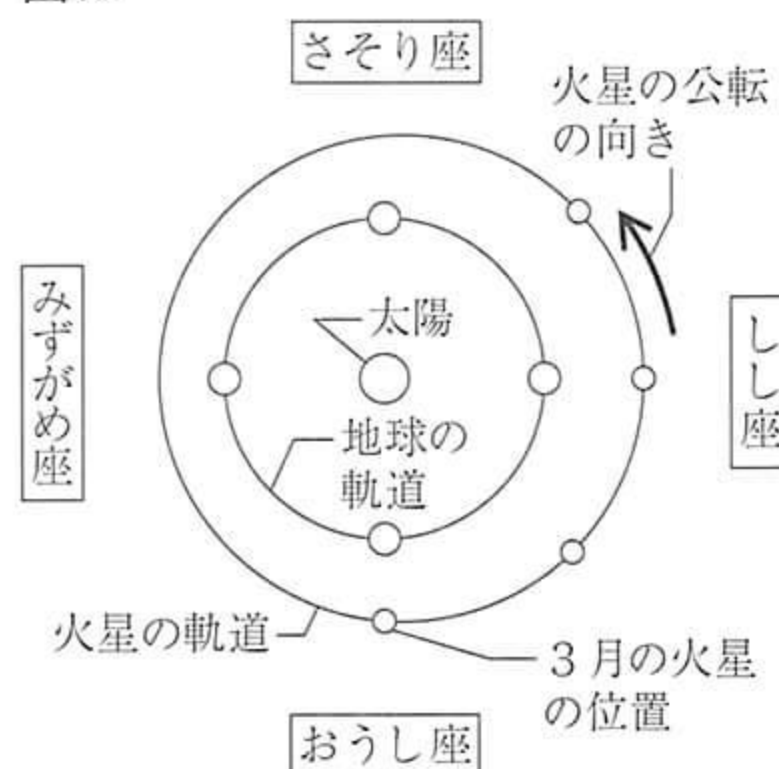 さそり座
火星の公転
の向き
みずがめ座
太陽
しし座
地球の
軌道
火星の軌道
3月の火星
の位置
おうし座